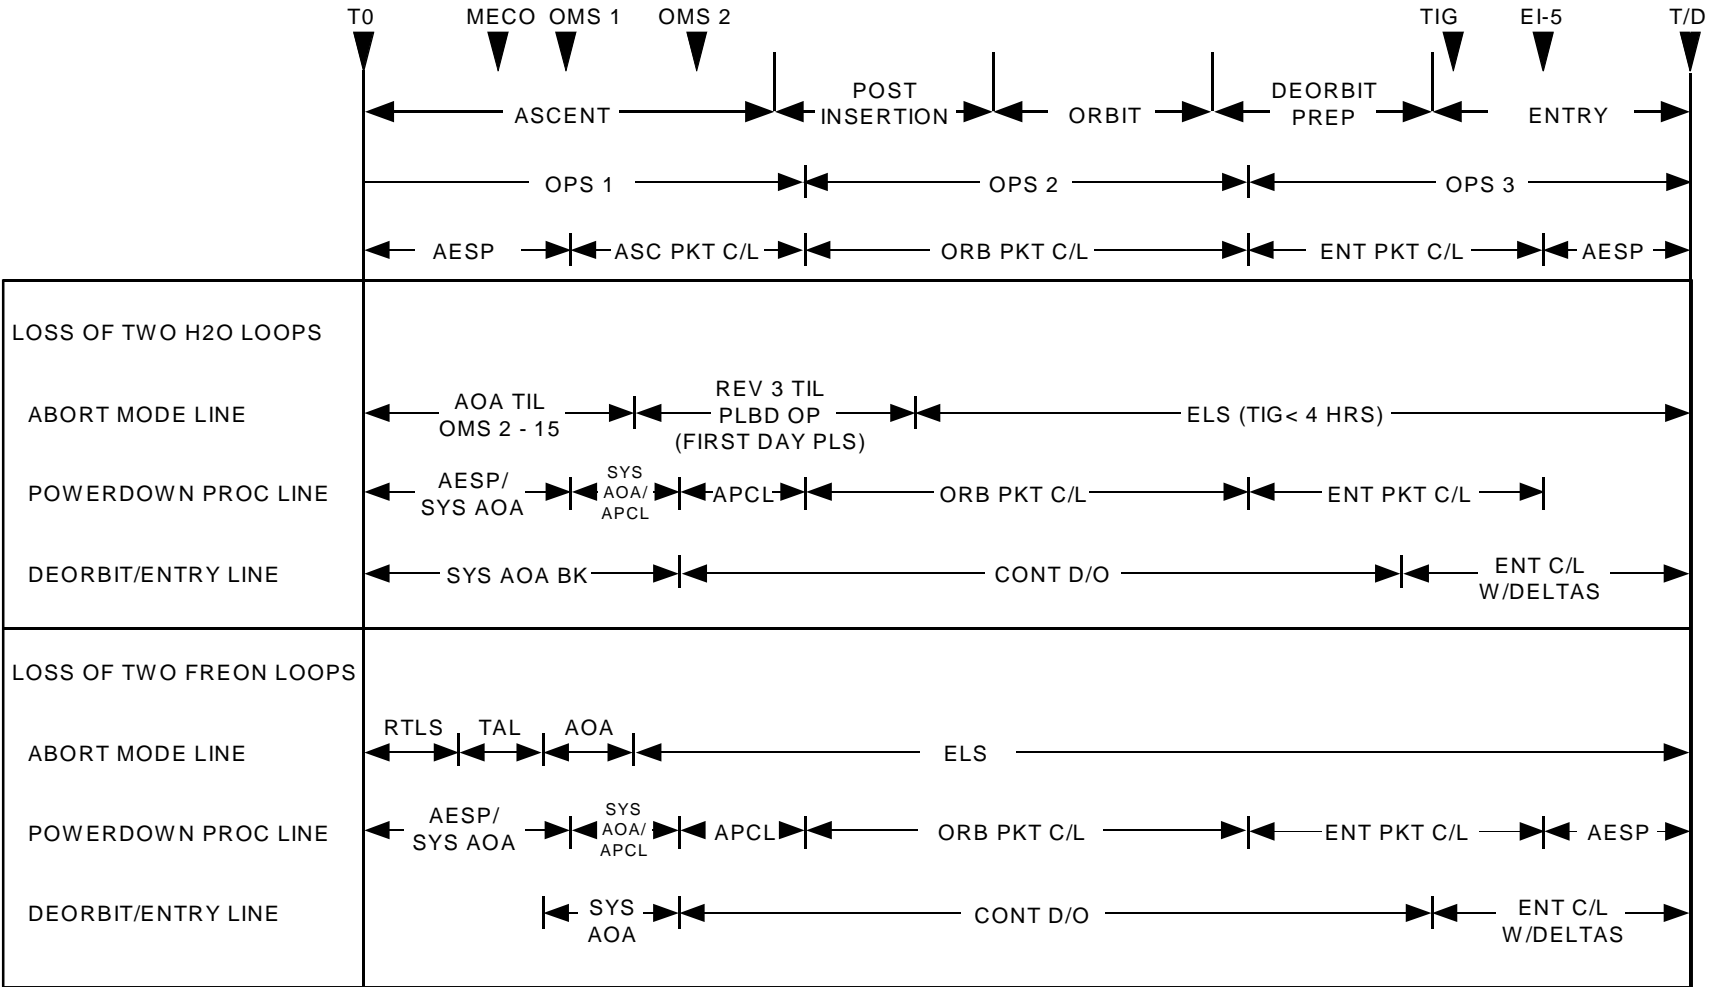 T0 MECO OMS 1 OMS 2 TIG EI-5 T/D
ASCENT
POST
INSERTION
ORBIT
DEORBIT
PREP
ENTRY
OPS 1 OPS 2 OPS 3
AESP ASC PKT C/L ORB PKT C/L ENT PKT C/L AESP
LOSS OF TWO H2O LOOPS
ABORT MODE LINE
AOA TIL
OMS 2 - 15
REV 3 TIL
PLBD OP
(FIRST DAY PLS)
ELS (TIG< 4 HRS)
POWERDOWN PROC LINE
AESP/
SYS AOA
SYS
AOA/
APCL
APCL
ORB PKT C/L
ENT PKT C/L
DEORBIT/ENTRY LINE
SYS AOA BK
CONT D/O
ENT C/L
W/DELTAS
LOSS OF TWO FREON LOOPS
ABORT MODE LINE
RTLS TAL AOA
ELS
POWERDOWN PROC LINE
AESP/
SYS AOA
SYS
AOA/
APCL
APCL
ORB PKT C/L
ENT PKT C/L
AESP
DEORBIT/ENTRY LINE
SYS
AOA
CONT D/O
ENT C/L
W/DELTAS